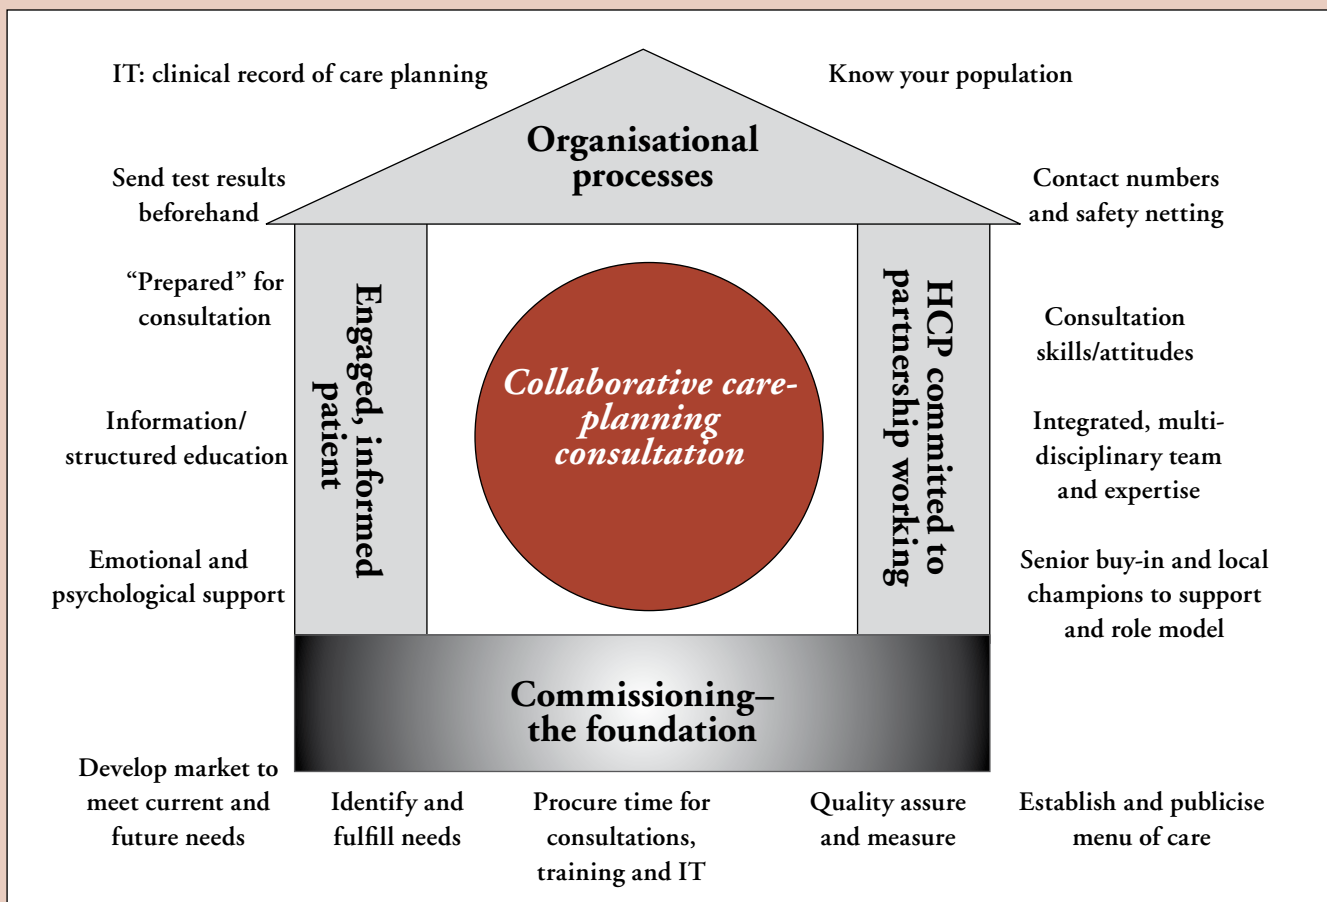 IT: clinical record of care planning
Know your population
Organisational
processes
Send test results
beforehand
Contact numbers
and safety netting
“Prepared” for
consultation
Information/
structured education
Emotional and
psychological support
Engaged, informed
patient
Collaborative care-
planning
consultation
HCP committed to
partnership working
Consultation
skills/attitudes
Integrated, multi-
disciplinary team
and expertise
Senior buy-in and local
champions to support
and role model
Commissioning–
the foundation
Develop market to
meet current and
future needs
Identify and
fulfill needs
Procure time for
consultations,
training and IT
Quality assure
and measure
Establish and publicise
menu of care